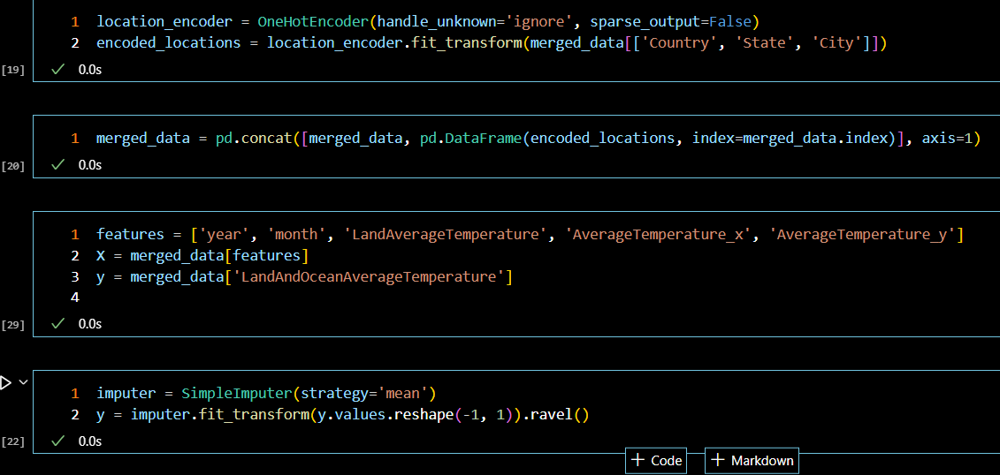 1 location_encoder = OneHotEncoder(handle_unknown='ignore', sparse_output=False)
2 encoded_locations = location_encoder.fit_transform(merged_data[['Country', 'State', 'City']])
[19] ✓ 0.0s
1 merged_data = pd.concat([merged_data, pd.DataFrame(encoded_locations, index=merged_data.index)], axis=1)
[20] ✓ 0.0s
1 features = ['year', 'month', 'LandAverageTemperature', 'AverageTemperature_x', 'AverageTemperature_y']
2 X = merged_data[features]
3 y = merged_data['LandAndOceanAverageTemperature']
4
[29] ✓ 0.0s
1 imputer = SimpleImputer(strategy='mean')
2 y = imputer.fit_transform(y.values.reshape(-1, 1)).ravel()
[22] ✓ 0.0s
+ Code + Markdown